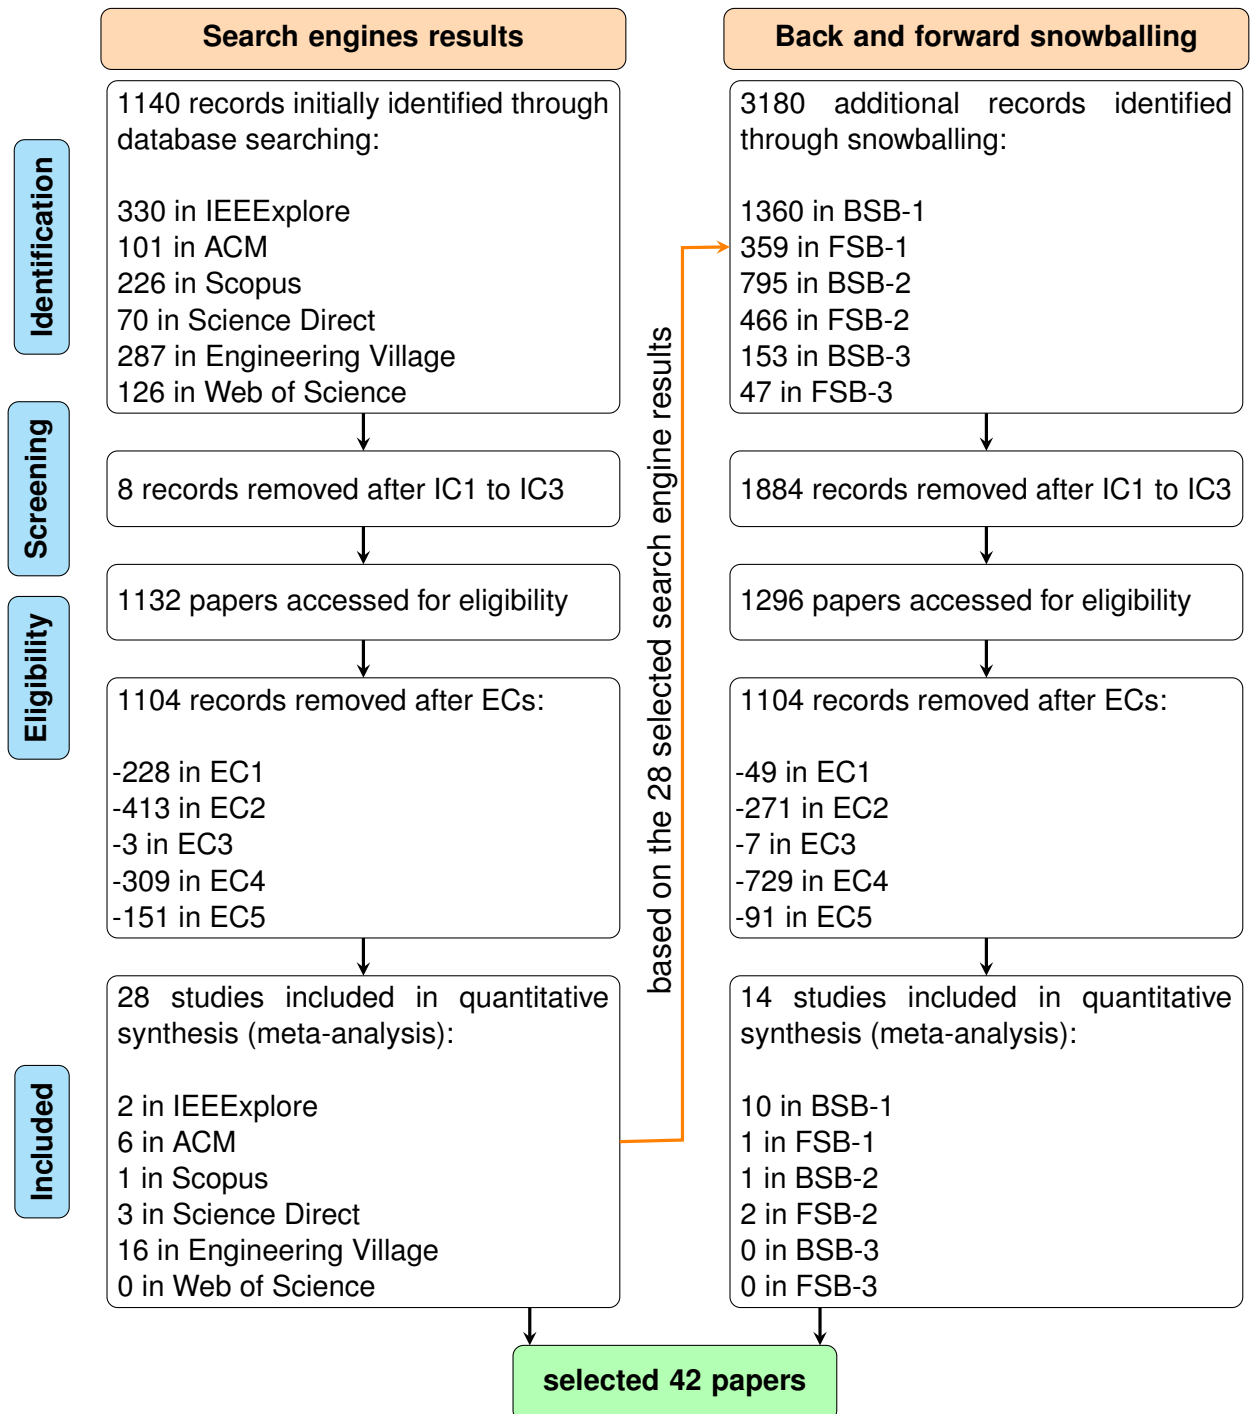 Search engines results
Back and forward snowballing
Identification
1140 records initially identified through
database searching:
330 in IEEExplore
101 in ACM
226 in Scopus
70 in Science Direct
287 in Engineering Village
126 in Web of Science
3180 additional records identified
through snowballing:
1360 in BSB-1
359 in FSB-1
795 in BSB-2
466 in FSB-2
153 in BSB-3
47 in FSB-3
Screening
8 records removed after IC1 to IC3
1884 records removed after IC1 to IC3
Eligibility
1132 papers accessed for eligibility
1296 papers accessed for eligibility
1104 records removed after ECs:
-228 in EC1
-413 in EC2
-3 in EC3
-309 in EC4
-151 in EC5
based on the 28 selected search engine results
1104 records removed after ECs:
-49 in EC1
-271 in EC2
-7 in EC3
-729 in EC4
-91 in EC5
Included
28 studies included in quantitative
synthesis (meta-analysis):
2 in IEEExplore
6 in ACM
1 in Scopus
3 in Science Direct
16 in Engineering Village
0 in Web of Science
14 studies included in quantitative
synthesis (meta-analysis):
10 in BSB-1
1 in FSB-1
1 in BSB-2
2 in FSB-2
0 in BSB-3
0 in FSB-3
selected 42 papers